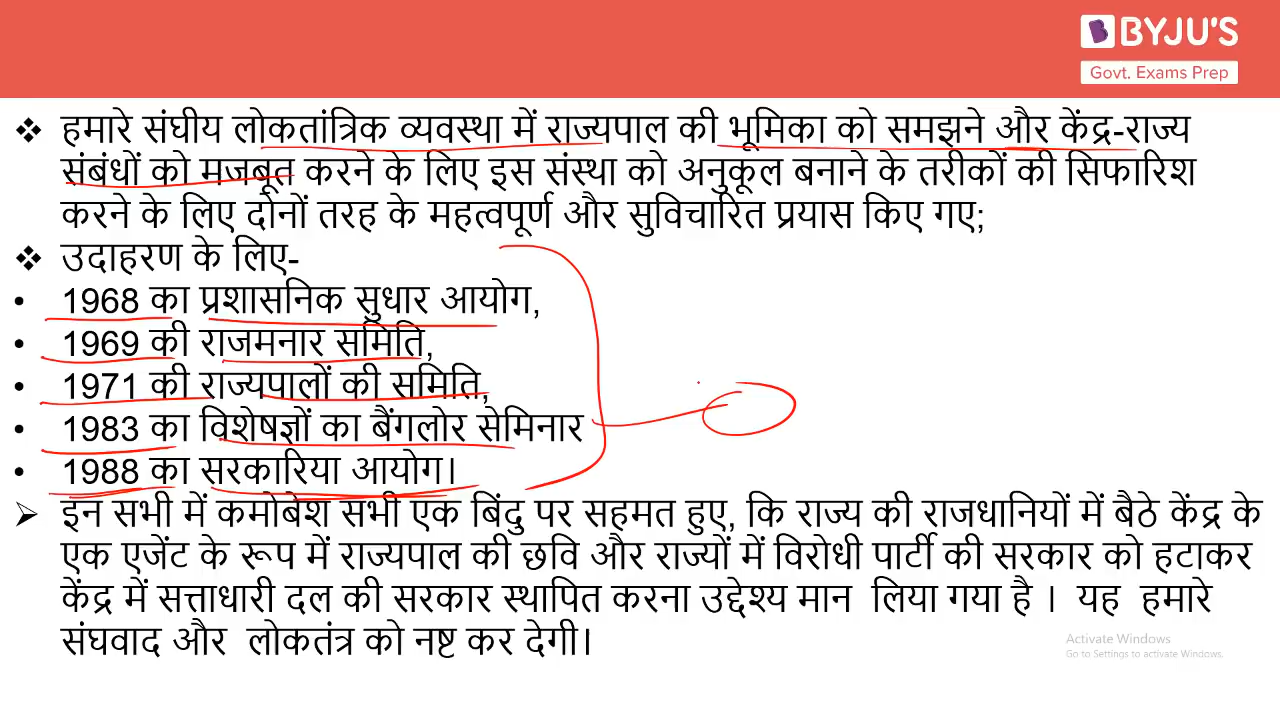 BYJU'S
Govt. Exams Prep
❖ हमारे संघीय लोकतांत्रिक व्यवस्था में राज्यपाल की भूमिका को समझने और केंद्र-राज्य
संबंधों को मजबूत करने के लिए इस संस्था को अनुकूल बनाने के तरीकों की सिफारिश
करने के लिए दोनों तरह के महत्वपूर्ण और सुविचारित प्रयास किए गए;
❖ उदाहरण के लिए-
• 1968 का प्रशासनिक सुधार आयोग,
• 1969 की राजमनार समिति,
• 1971 की राज्यपालों की समिति,
• 1983 का विशेषज्ञों का बैंगलोर सेमिनार
• 1988 का सरकारिया आयोग।
➢ इन सभी में कमोबेश सभी एक बिंदु पर सहमत हुए, कि राज्य की राजधानियों में बैठे केंद्र के
एक एजेंट के रूप में राज्यपाल की छवि और राज्यों में विरोधी पार्टी की सरकार को हटाकर
केंद्र में सत्ताधारी दल की सरकार स्थापित करना उद्देश्य मान लिया गया है । यह हमारे
संघवाद और लोकतंत्र को नष्ट कर देगी।
Activate Windows
Go to Settings to activate Windows.